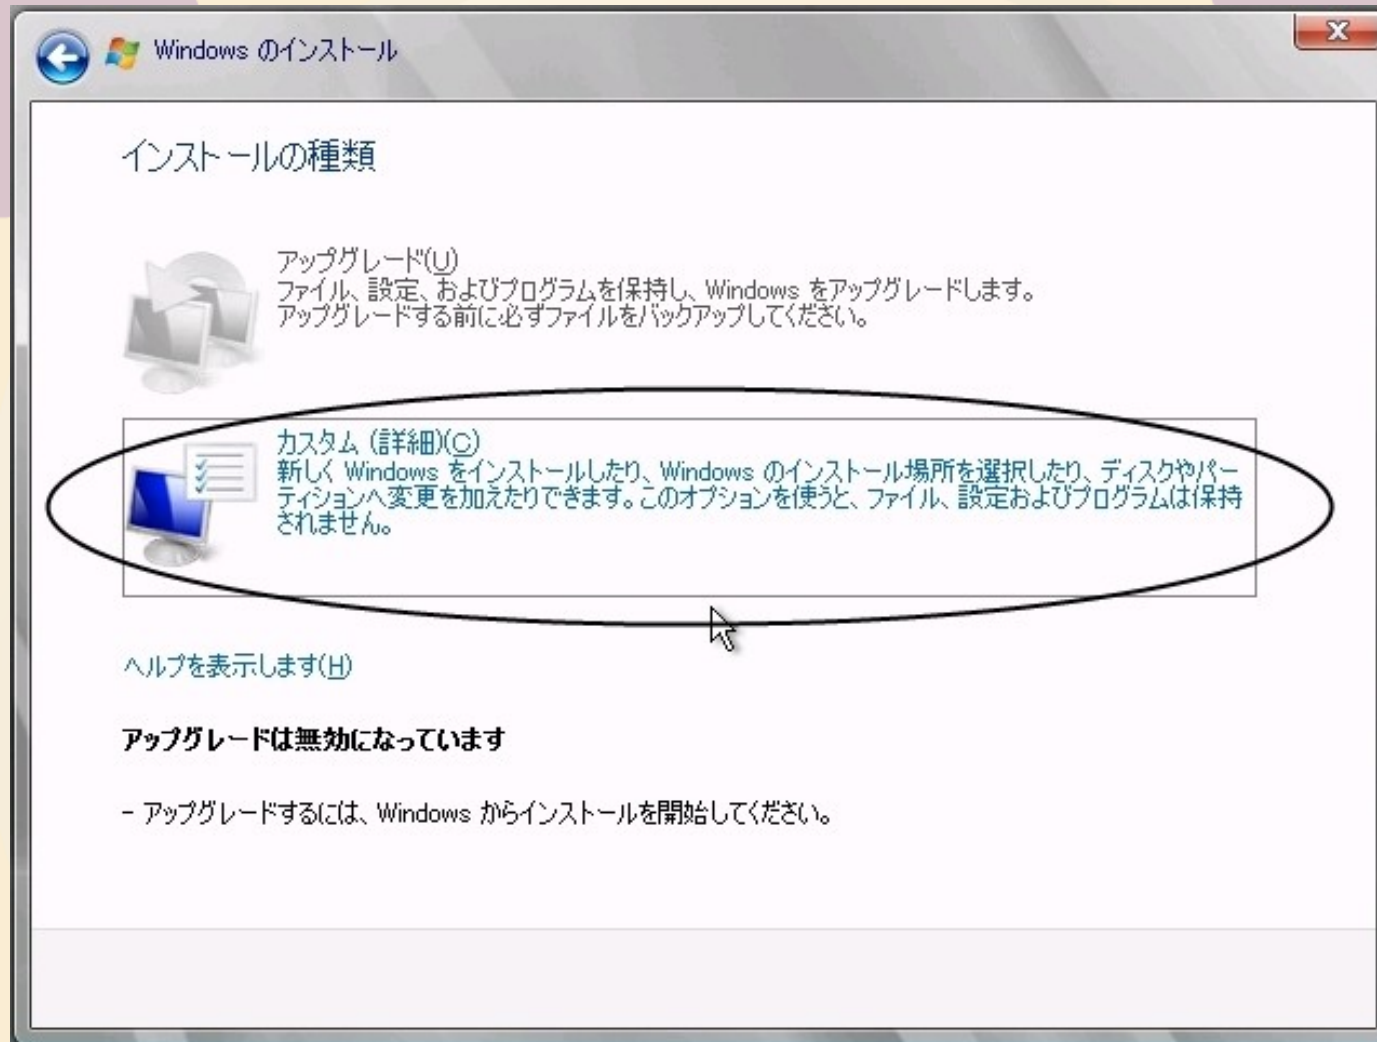 Windows のインストール
インストールの種類
アップグレード(U)
ファイル、設定、およびプログラムを保持し、Windows をアップグレードします。
アップグレードする前に必ずファイルをバックアップしてください。
カスタム (詳細)(C)
新しく Windows をインストールしたり、Windows のインストール場所を選択したり、ディスクやパー
ティションへ変更を加えたりできます。このオプションを使うと、ファイル、設定およびプログラムは保持
されません。
ヘルプを表示します(H)
アップグレードは無効になっています
- アップグレードするには、Windows からインストールを開始してください。